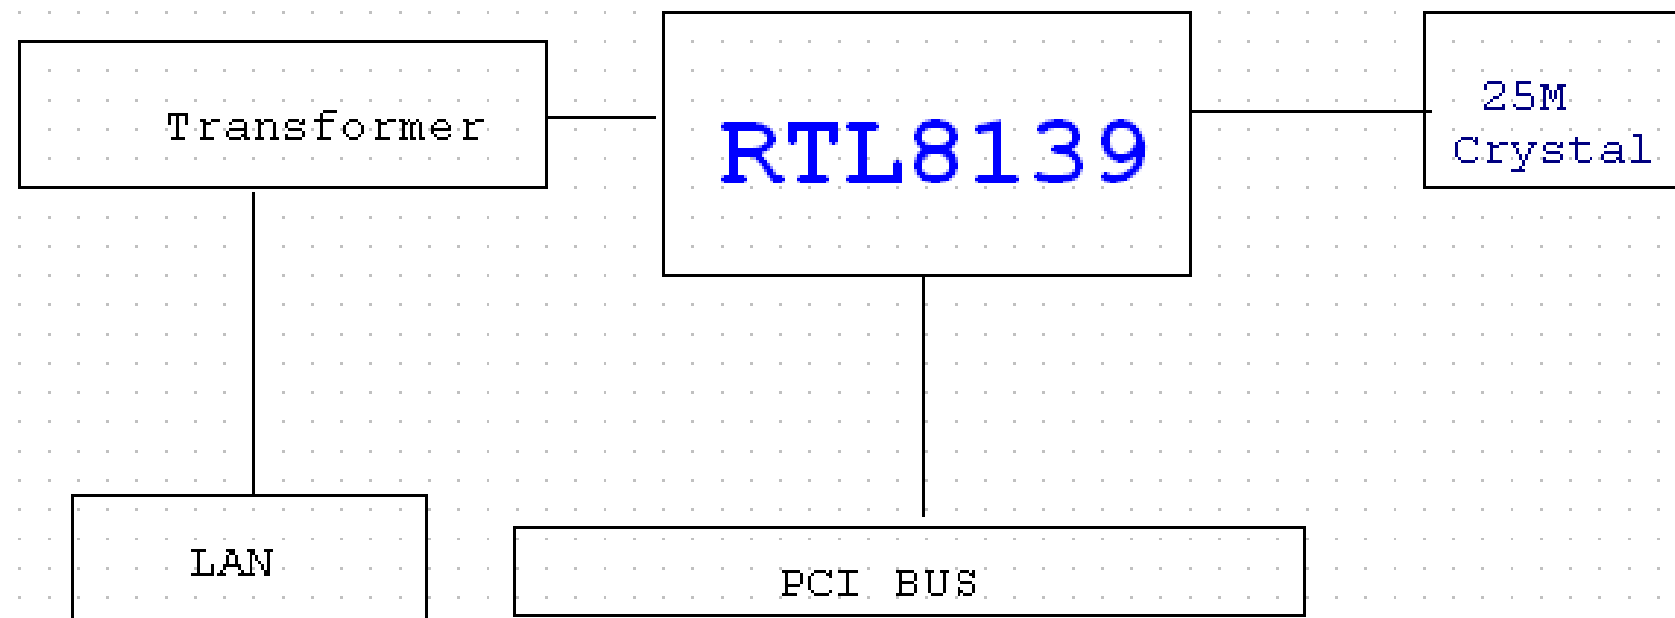 Transformer
RTL8139
25M
Crystal
LAN
PCI BUS